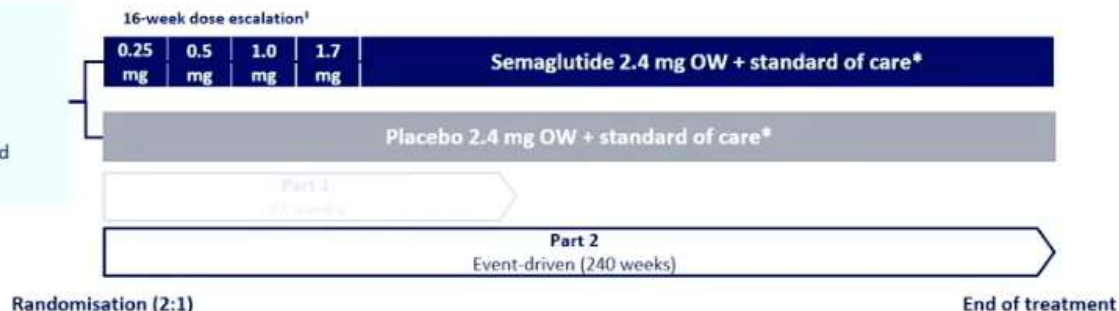 16-week dose escalation‡
0.25 0.5 1.0 1.7
mg mg mg mg
Semaglutide 2.4 mg OW + standard of care*
Placebo 2.4 mg OW + standard of care*
Part 2
Event-driven (240 weeks)
Randomisation (2:1) End of treatment